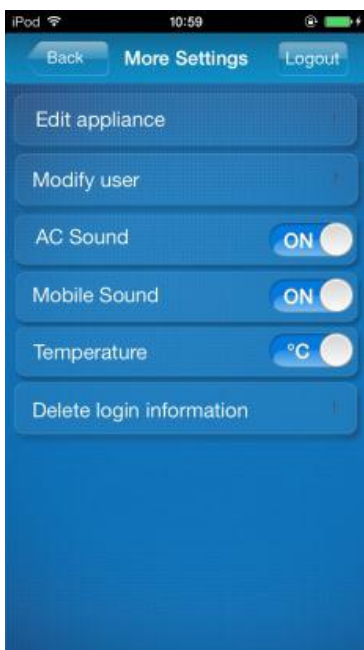 iPod 10:59
Back More Settings Logout
Edit appliance
Modify user
AC Sound ON
Mobile Sound ON
Temperature °C
Delete login information